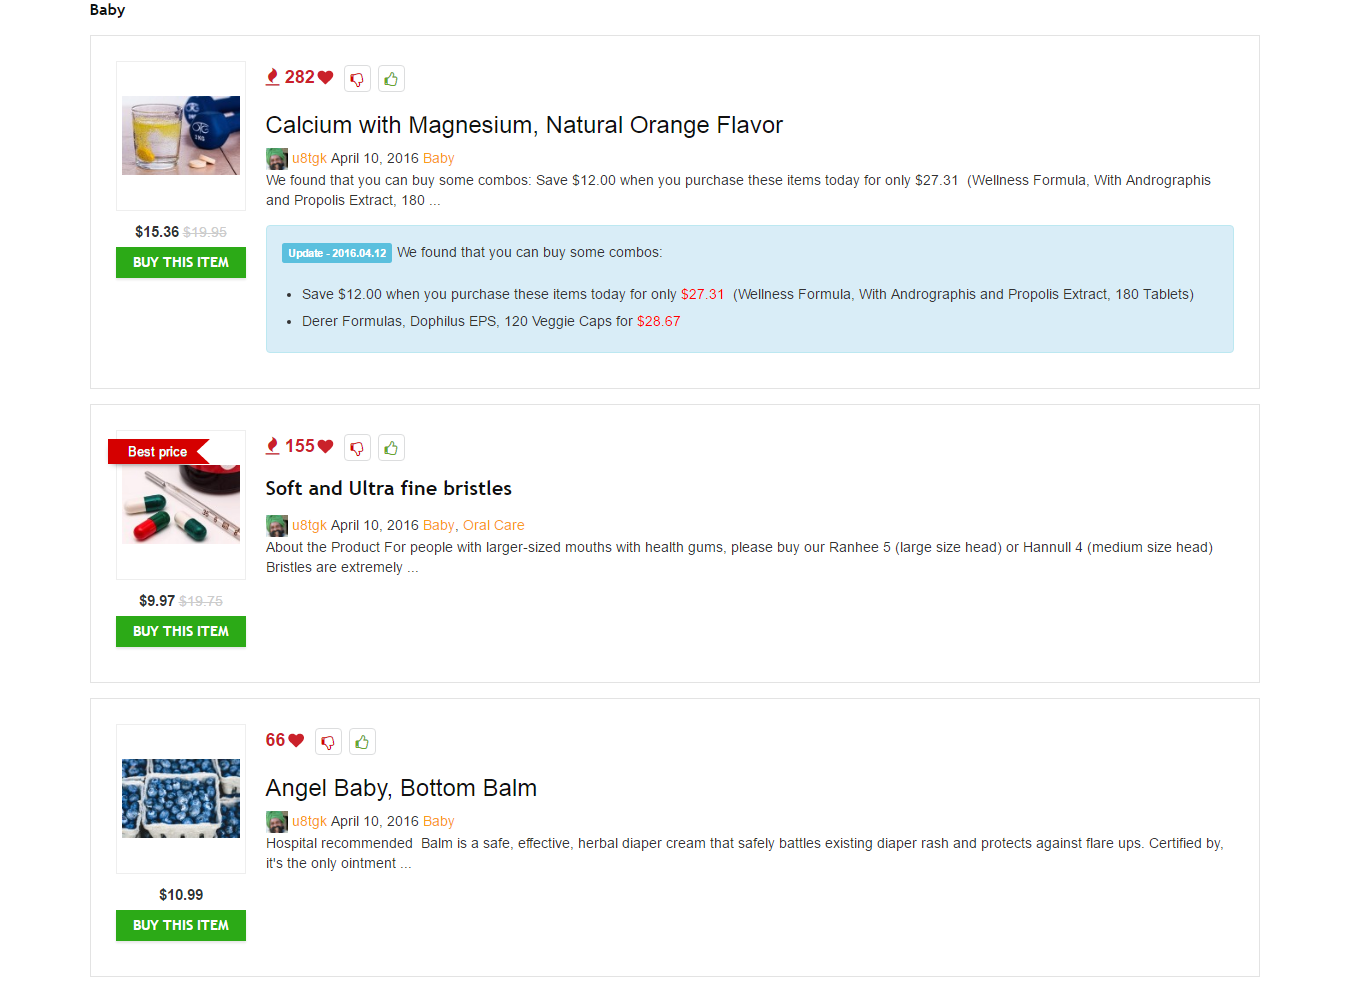 Baby
282
Calcium with Magnesium, Natural Orange Flavor
u8tgk April 10, 2016 Baby
We found that you can buy some combos: Save $12.00 when you purchase these items today for only $27.31 (Wellness Formula, With Andrographis
and Propolis Extract, 180 ...
$15.36 $19.95
BUY THIS ITEM
Update - 2016.04.12 We found that you can buy some combos:
Save $12.00 when you purchase these items today for only $27.31 (Wellness Formula, With Andrographis and Propolis Extract, 180 Tablets)
Derer Formulas, Dophilus EPS, 120 Veggie Caps for $28.67
Best price
155
Soft and Ultra fine bristles
u8tgk April 10, 2016 Baby, Oral Care
About the Product For people with larger-sized mouths with health gums, please buy our Ranhee 5 (large size head) or Hannull 4 (medium size head)
Bristles are extremely ...
$9.97 $19.75
BUY THIS ITEM
66
Angel Baby, Bottom Balm
u8tgk April 10, 2016 Baby
Hospital recommended Balm is a safe, effective, herbal diaper cream that safely battles existing diaper rash and protects against flare ups. Certified by,
it's the only ointment ...
$10.99
BUY THIS ITEM